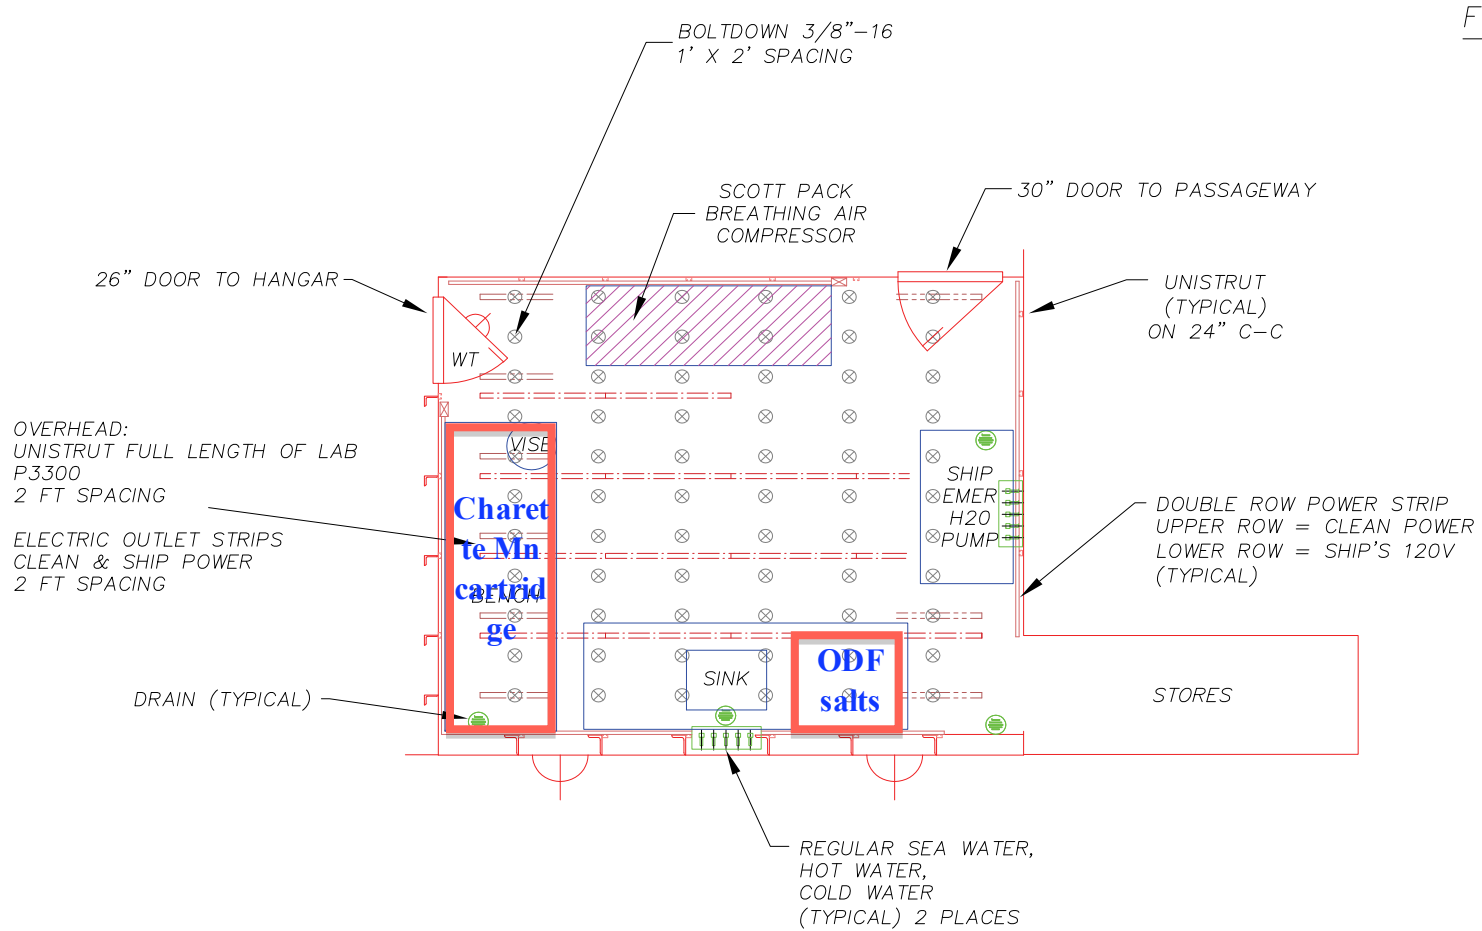 F
BOLTDOWN 3/8"-16
1' X 2' SPACING
SCOTT PACK
BREATHING AIR
COMPRESSOR
30" DOOR TO PASSAGEWAY
26" DOOR TO HANGAR
UNISTRUT
(TYPICAL)
ON 24" C-C
WT
OVERHEAD:
UNISTRUT FULL LENGTH OF LAB
P3300
2 FT SPACING
ELECTRIC OUTLET STRIPS
CLEAN & SHIP POWER
2 FT SPACING
VISE
Charet
te Mn
cartrid
ge
BENCH
SHIP
EMER
H20
PUMP
DOUBLE ROW POWER STRIP
UPPER ROW = CLEAN POWER
LOWER ROW = SHIP'S 120V
(TYPICAL)
DRAIN (TYPICAL)
SINK
ODF
salts
STORES
REGULAR SEA WATER,
HOT WATER,
COLD WATER
(TYPICAL) 2 PLACES